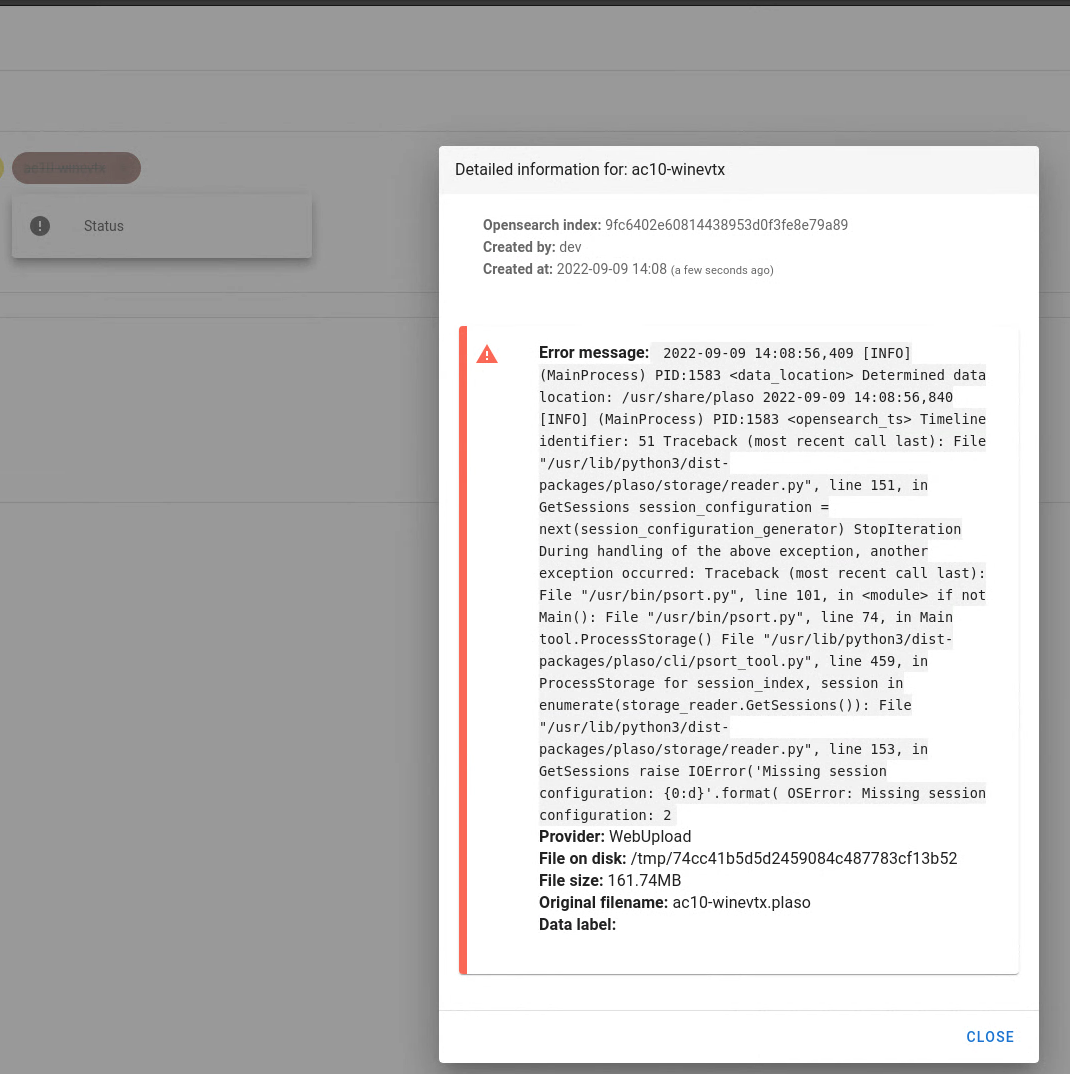 ac10-winevtx
Status
Detailed information for: ac10-winevtx
Opensearch index: 9fc6402e60814438953d0f3fe8e79a89
Created by: dev
Created at: 2022-09-09 14:08 (a few seconds ago)
Error message: 2022-09-09 14:08:56,409 [INFO]
(MainProcess) PID:1583 <data_location> Determined data
location: /usr/share/plaso 2022-09-09 14:08:56,840
[INFO] (MainProcess) PID:1583 <opensearch_ts> Timeline
identifier: 51 Traceback (most recent call last): File
"/usr/lib/python3/dist-
packages/plaso/storage/reader.py", line 151, in
GetSessions session_configuration =
next(session_configuration_generator) StopIteration
During handling of the above exception, another
exception occurred: Traceback (most recent call last):
File "/usr/bin/psort.py", line 101, in <module> if not
Main(): File "/usr/bin/psort.py", line 74, in Main
tool.ProcessStorage() File "/usr/lib/python3/dist-
packages/plaso/cli/psort_tool.py", line 459, in
ProcessStorage for session_index, session in
enumerate(storage_reader.GetSessions()): File
"/usr/lib/python3/dist-
packages/plaso/storage/reader.py", line 153, in
GetSessions raise IOError('Missing session
configuration: {0:d}'.format( OSError: Missing session
configuration: 2
Provider: WebUpload
File on disk: /tmp/74cc41b5d5d2459084c487783cf13b52
File size: 161.74MB
Original filename: ac10-winevtx.plaso
Data label:
CLOSE